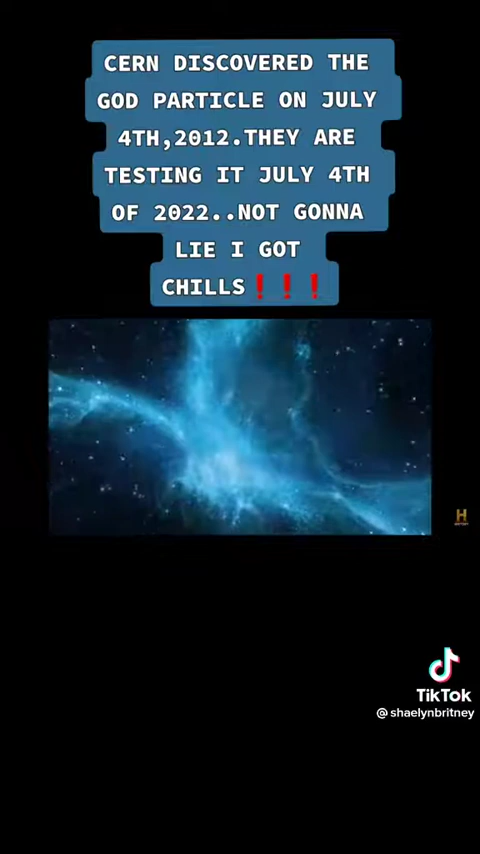 CERN DISCOVERED THE
GOD PARTICLE ON JULY
4TH,2012.THEY ARE
TESTING IT JULY 4TH
OF 2022..NOT GONNA
LIE I GOT
CHILLS❗❗❗
H
HISTORY
TikTok
@shaelynbritney